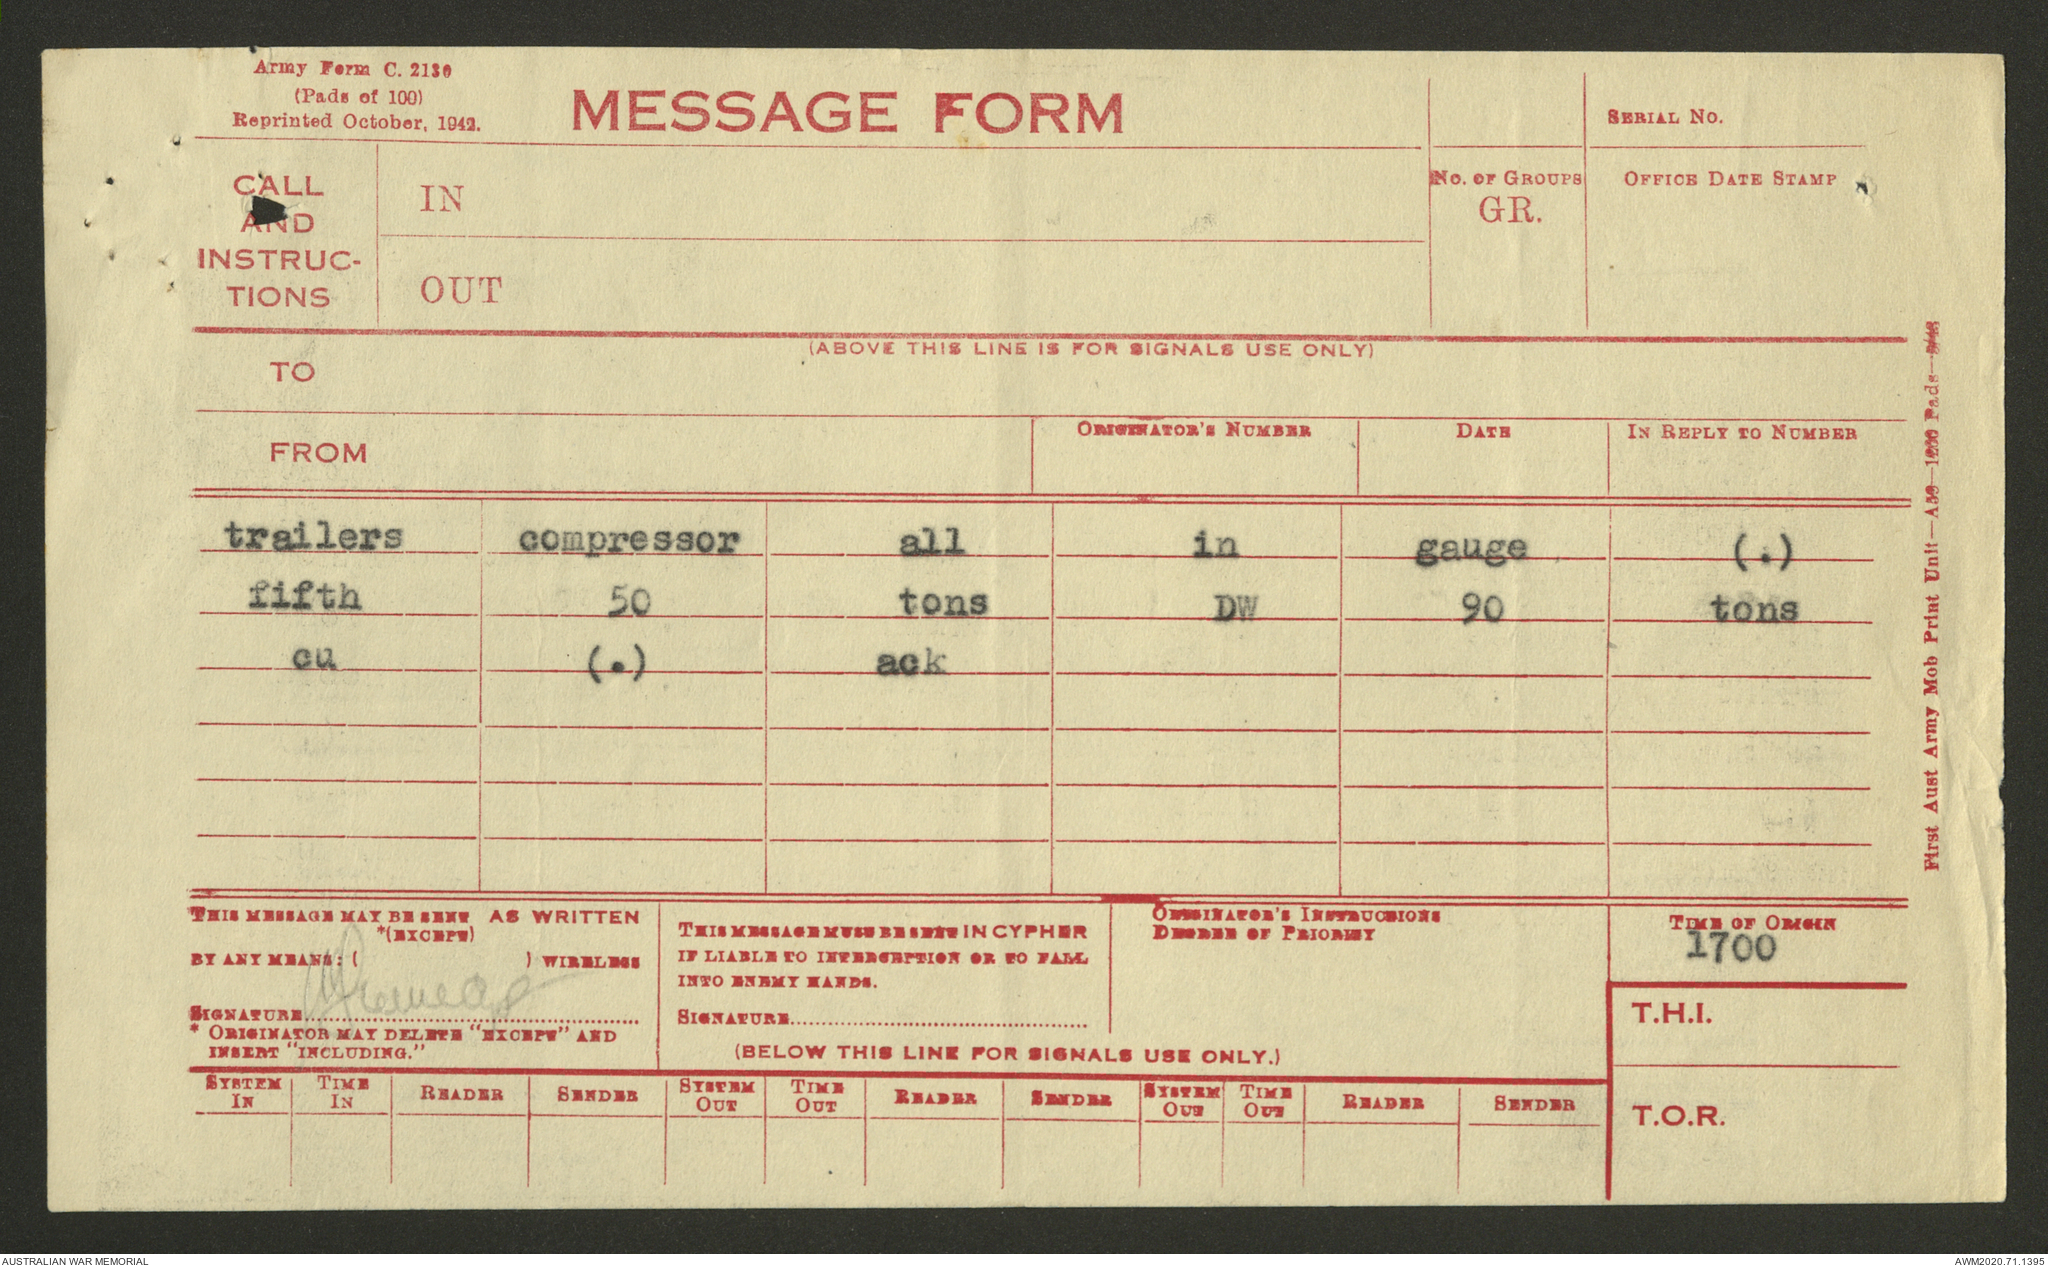 Army Form C. 2130
(Pads of 100)
Reprinted October, 1942.
MESSAGE FORM
SERIAL NO.
CALL
AND
INSTRUC-
TIONS
IN
OUT
NO. OF GROUPS
GR.
OFFICE DATE STAMP
(ABOVE THIS LINE IS FOR SIGNALS USE ONLY)
TO
FROM
ORIGINATOR'S NUMBER
DATE
IN REPLY TO NUMBER
trailers compressor all in gauge (.)
fifth 50 tons DW 90 tons
cu (.) ack
THIS MESSAGE MAY BE SENT AS WRITTEN
*(EXCEPT)
BY ANY MEANS: ( ) WIRELESS
SIGNATURE
* ORIGINATOR MAY DELETE "EXCEPT" AND
INSERT "INCLUDING."
THIS MESSAGE MUST BE SENT IN CYPHER
IF LIABLE TO INTERCEPTION OR TO FALL
INTO ENEMY HANDS.
SIGNATURE
(BELOW THIS LINE FOR SIGNALS USE ONLY.)
ORIGINATOR'S INSTRUCTIONS
DEGREE OF PRIORITY
TIME OF ORIGIN
1700
T.H.I.
T.O.R.
SYSTEM IN
TIME IN
READER
SENDER
SYSTEM OUT
TIME OUT
READER
SENDER
SYSTEM OUT
TIME OUT
READER
SENDER
First Aust Army Mob Print Unit—A59—1200 Pads
AUSTRALIAN WAR MEMORIAL
AWM2020.71.1395